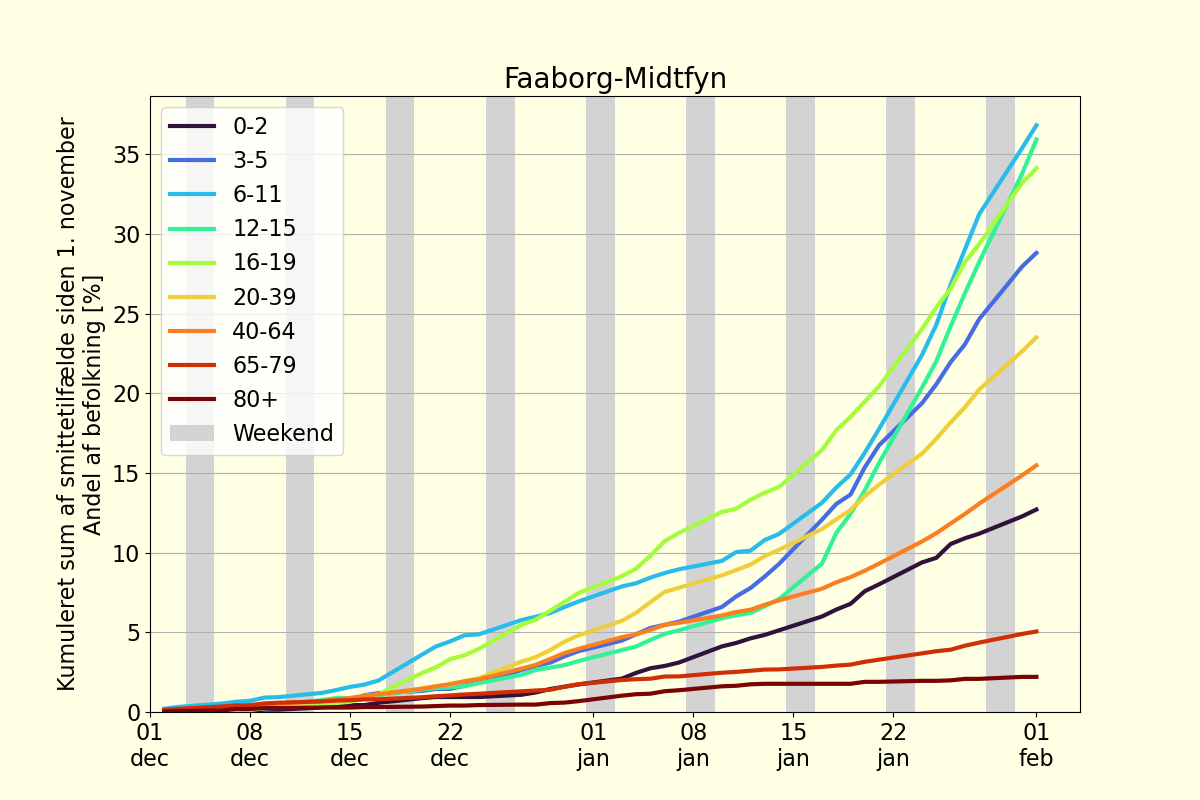 Faaborg-Midtfyn
Kumuleret sum af smittetilfælde siden 1. november
Andel af befolkning [%]
35
30
25
20
15
10
5
0
0-2
3-5
6-11
12-15
16-19
20-39
40-64
65-79
80+
Weekend
01 08 15 22 01 08 15 22 01
dec dec dec dec jan jan jan jan feb